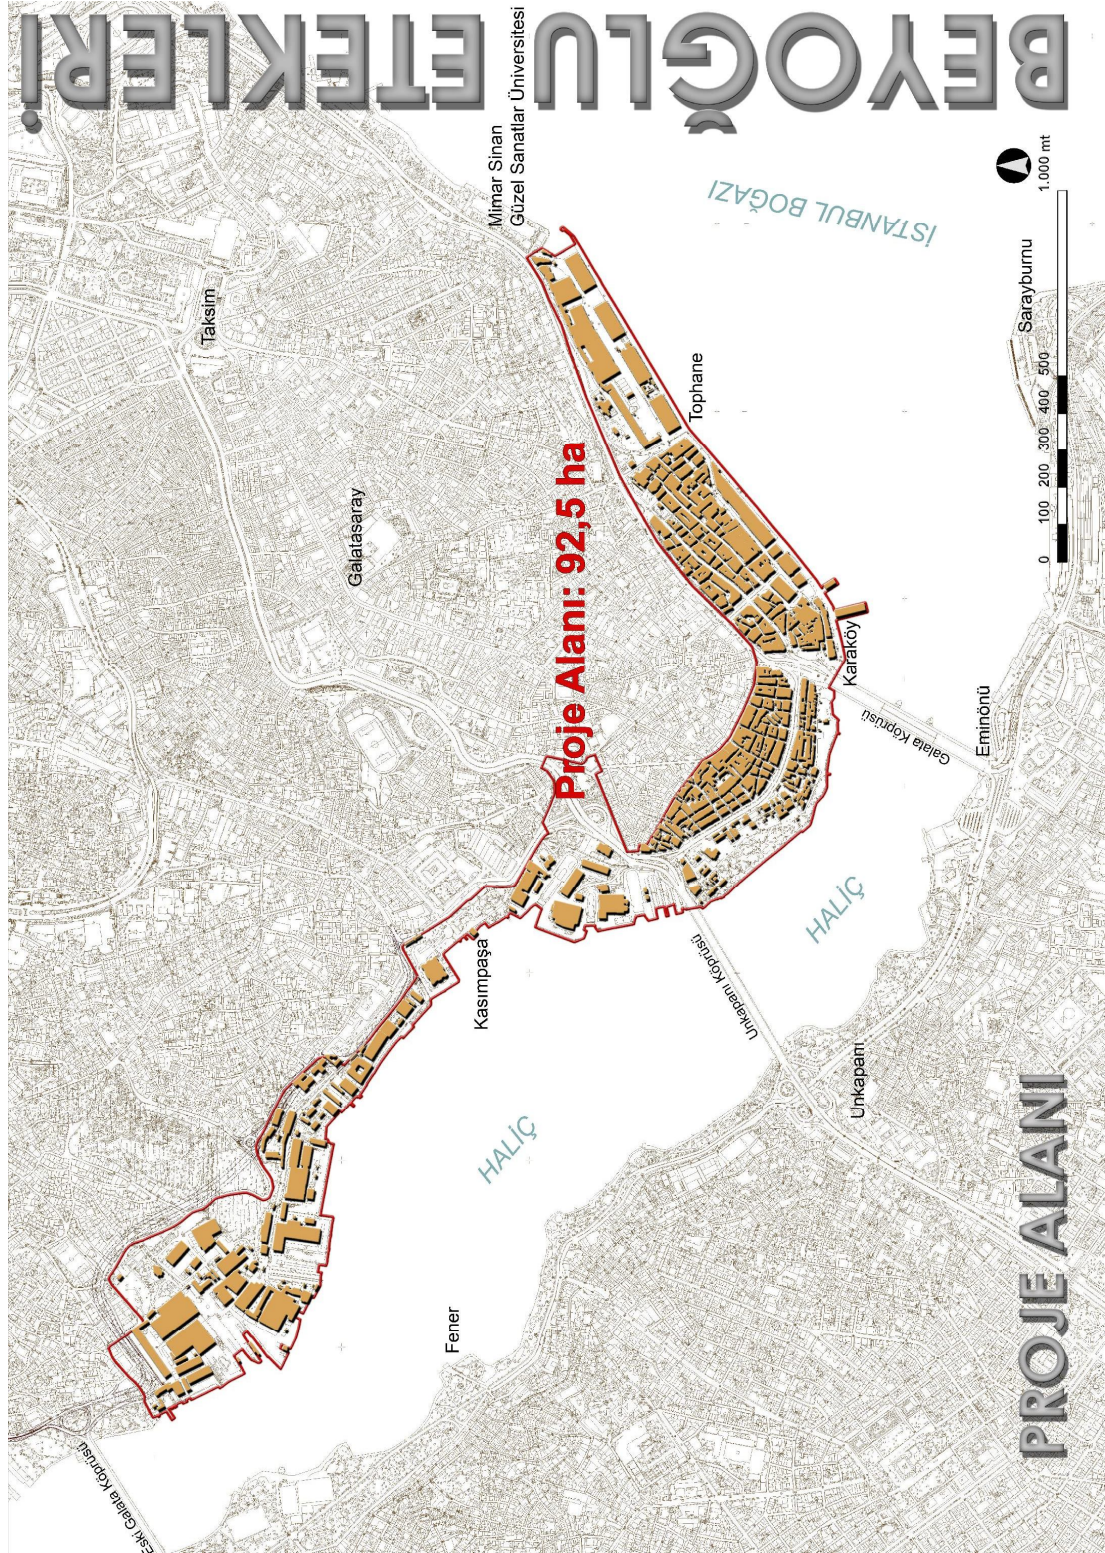 BEYOĞLU ETEKLERİ
Mimar Sinan
Güzel Sanatlar Üniversitesi
Taksim
İSTANBUL BOĞAZI
1.000 mt
0 100 200 300 400 500
Sarayburnu
Tophane
Galatasaray
Proje Alanı: 92,5 ha
Karaköy
Galata Köprüsü
Eminönü
HALİÇ
Kasımpaşa
Unkapanı Köprüsü
Unkapanı
HALİÇ
Fener
Eski Galata Köprüsü
PROJE ALANI